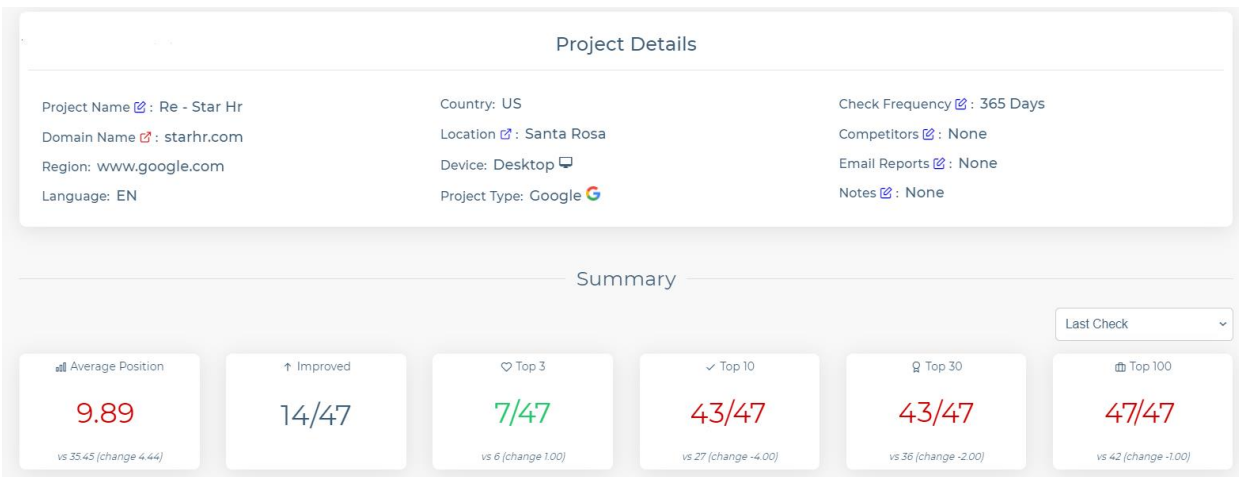 Project Details
Project Name : Re - Star Hr
Domain Name : starhr.com
Region: www.google.com
Language: EN
Country: US
Location : Santa Rosa
Device: Desktop
Project Type: Google
Check Frequency : 365 Days
Competitors : None
Email Reports : None
Notes : None
Summary
Last Check
Average Position
9.89
vs 35.45 (change 4.44)
Improved
14/47
Top 3
7/47
vs 6 (change 1.00)
Top 10
43/47
vs 27 (change -4.00)
Top 30
43/47
vs 36 (change -2.00)
Top 100
47/47
vs 42 (change -1.00)